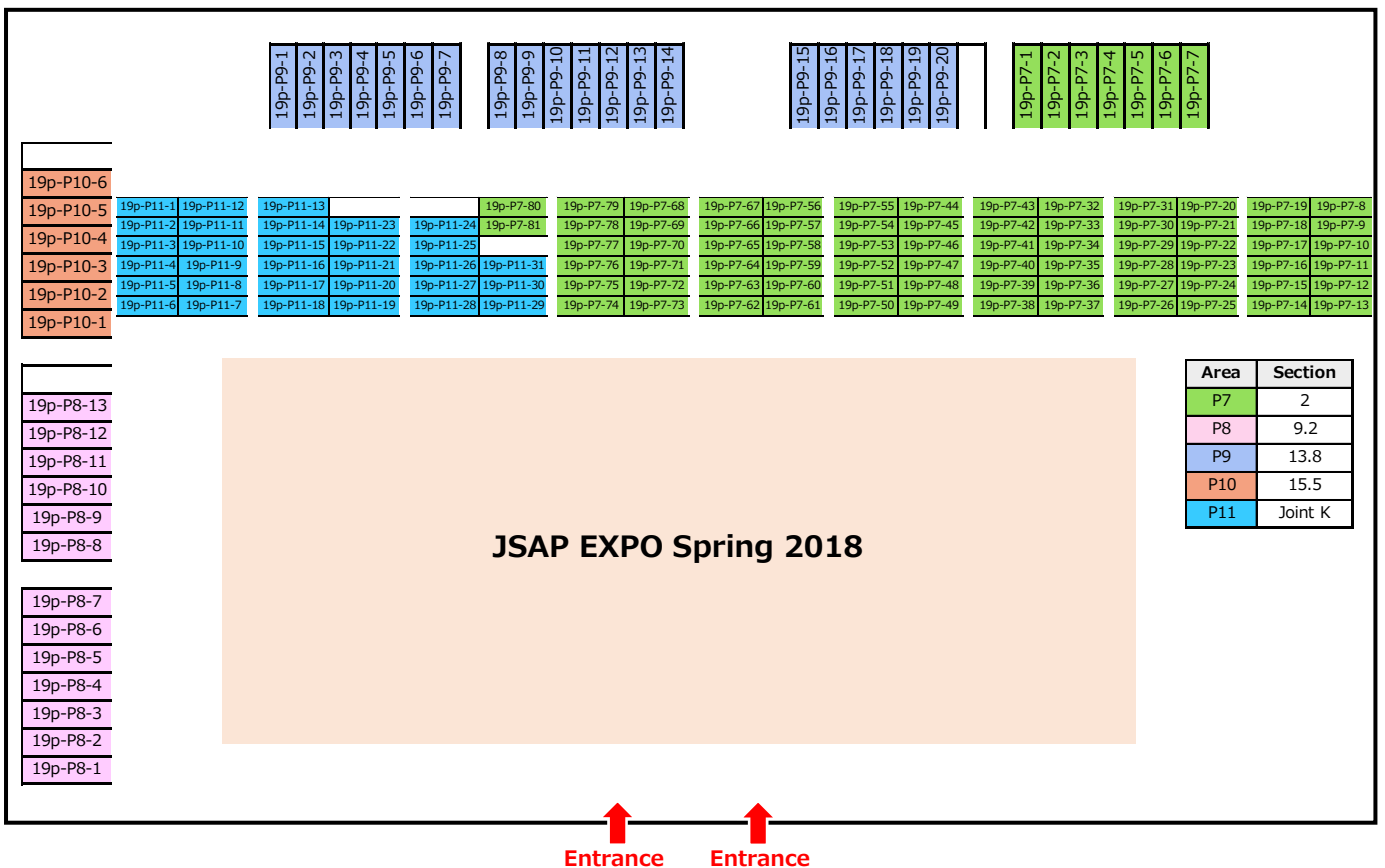 19p-P9-1 19p-P9-2 19p-P9-3 19p-P9-4 19p-P9-5 19p-P9-6 19p-P9-7 19p-P9-8 19p-P9-9 19p-P9-10 19p-P9-11 19p-P9-12 19p-P9-13 19p-P9-14 19p-P9-15 19p-P9-16 19p-P9-17 19p-P9-18 19p-P9-19 19p-P9-20 19p-P7-1 19p-P7-2 19p-P7-3 19p-P7-4 19p-P7-5 19p-P7-6 19p-P7-7
19p-P10-6
19p-P10-5
19p-P10-4
19p-P10-3
19p-P10-2
19p-P10-1
19p-P11-1 19p-P11-12 19p-P11-13 19p-P7-80 19p-P7-79 19p-P7-68 19p-P7-67 19p-P7-56 19p-P7-55 19p-P7-44 19p-P7-43 19p-P7-32 19p-P7-31 19p-P7-20 19p-P7-19 19p-P7-8
19p-P11-2 19p-P11-11 19p-P11-14 19p-P11-23 19p-P11-24 19p-P7-81 19p-P7-78 19p-P7-69 19p-P7-66 19p-P7-57 19p-P7-54 19p-P7-45 19p-P7-42 19p-P7-33 19p-P7-30 19p-P7-21 19p-P7-18 19p-P7-9
19p-P11-3 19p-P11-10 19p-P11-15 19p-P11-22 19p-P11-25 19p-P7-77 19p-P7-70 19p-P7-65 19p-P7-58 19p-P7-53 19p-P7-46 19p-P7-41 19p-P7-34 19p-P7-29 19p-P7-22 19p-P7-17 19p-P7-10
19p-P11-4 19p-P11-9 19p-P11-16 19p-P11-21 19p-P11-26 19p-P11-31 19p-P7-76 19p-P7-71 19p-P7-64 19p-P7-59 19p-P7-52 19p-P7-47 19p-P7-40 19p-P7-35 19p-P7-28 19p-P7-23 19p-P7-16 19p-P7-11
19p-P11-5 19p-P11-8 19p-P11-17 19p-P11-20 19p-P11-27 19p-P11-30 19p-P7-75 19p-P7-72 19p-P7-63 19p-P7-60 19p-P7-51 19p-P7-48 19p-P7-39 19p-P7-36 19p-P7-27 19p-P7-24 19p-P7-15 19p-P7-12
19p-P11-6 19p-P11-7 19p-P11-18 19p-P11-19 19p-P11-28 19p-P11-29 19p-P7-74 19p-P7-73 19p-P7-62 19p-P7-61 19p-P7-50 19p-P7-49 19p-P7-38 19p-P7-37 19p-P7-26 19p-P7-25 19p-P7-14 19p-P7-13
19p-P8-13
19p-P8-12
19p-P8-11
19p-P8-10
19p-P8-9
19p-P8-8
19p-P8-7
19p-P8-6
19p-P8-5
19p-P8-4
19p-P8-3
19p-P8-2
19p-P8-1
JSAP EXPO Spring 2018
Area Section
P7 2
P8 9.2
P9 13.8
P10 15.5
P11 Joint K
Entrance Entrance